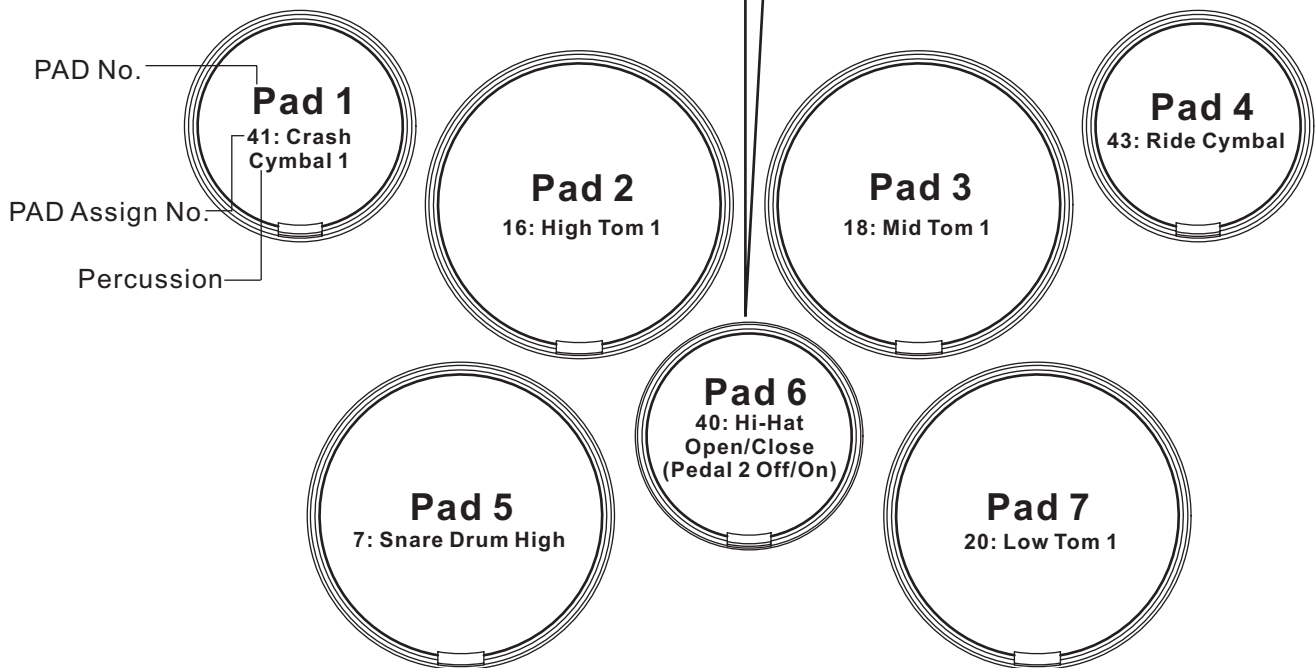 PAD No.
Pad 1
41: Crash
Cymbal 1
PAD Assign No.
Percussion
Pad 2
16: High Tom 1
Pad 3
18: Mid Tom 1
Pad 4
43: Ride Cymbal
Pad 5
7: Snare Drum High
Pad 6
40: Hi-Hat
Open/Close
(Pedal 2 Off/On)
Pad 7
20: Low Tom 1